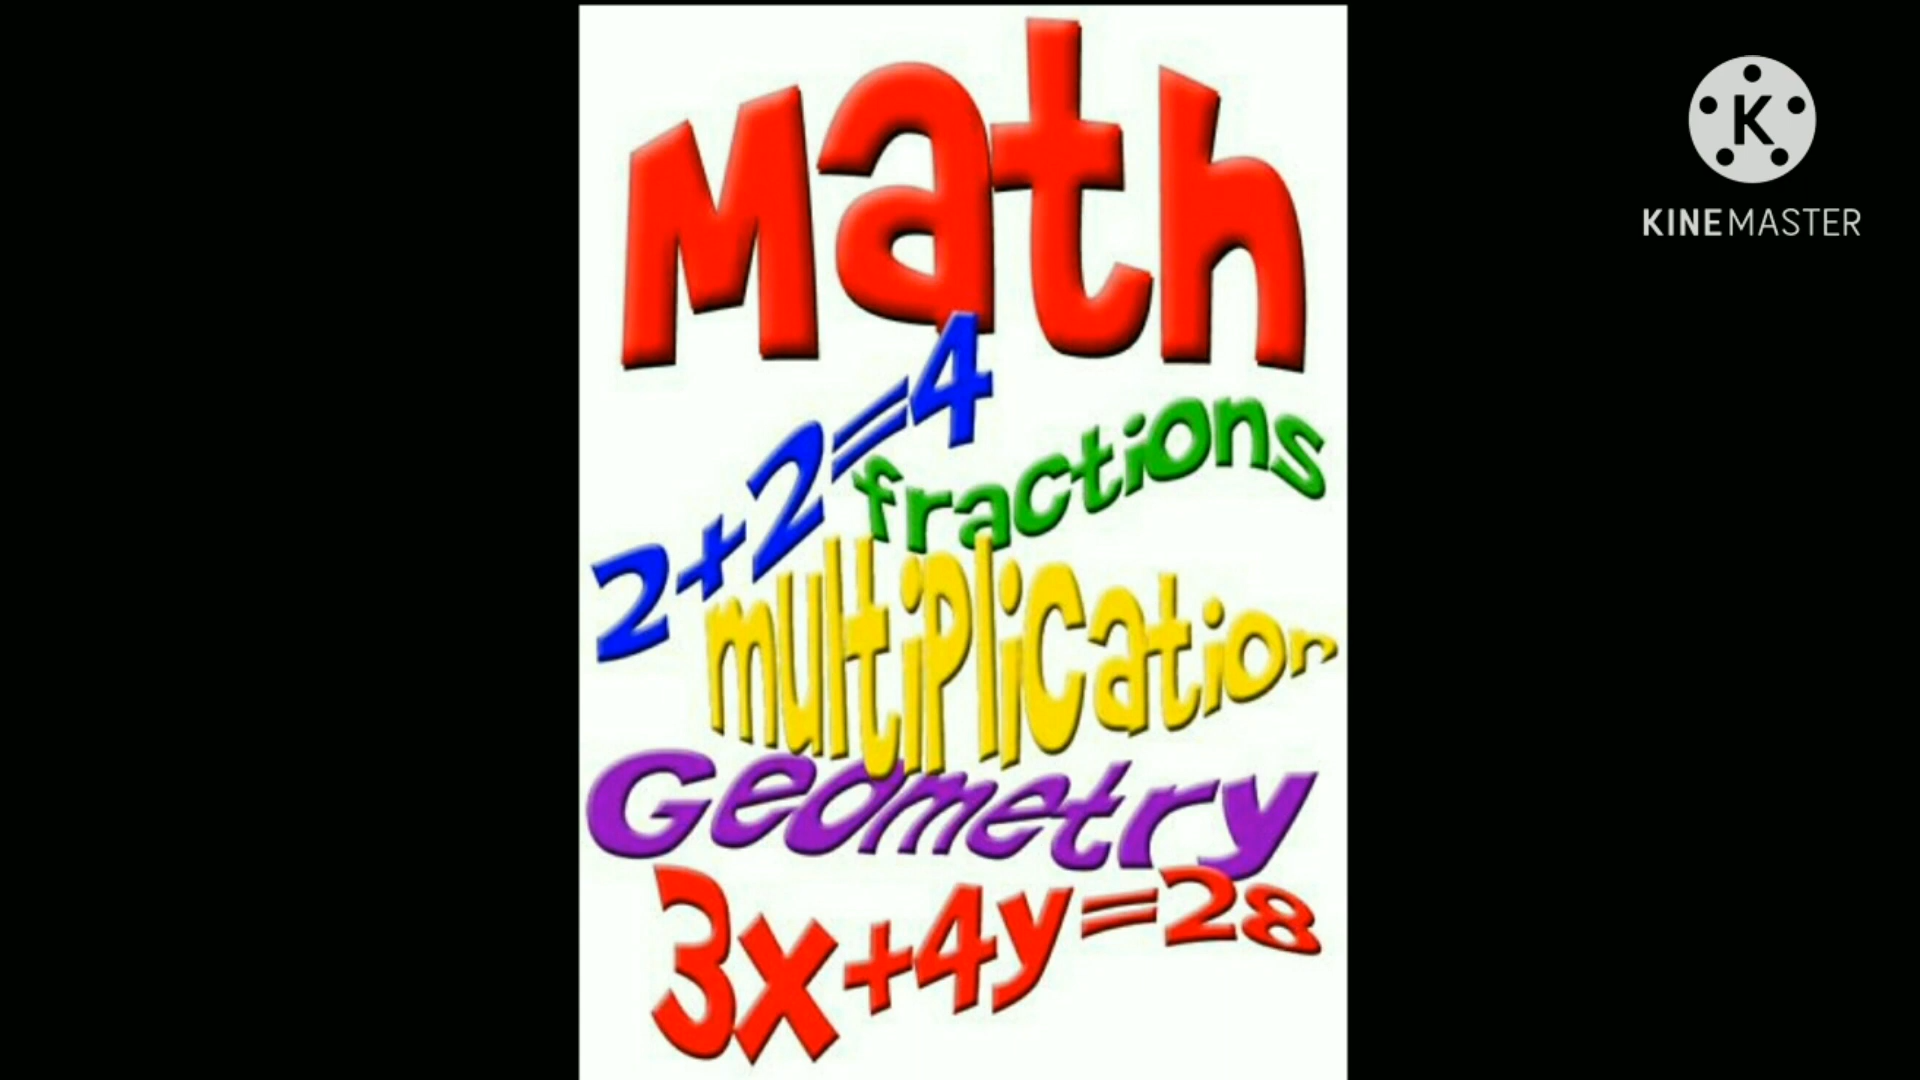 Math
2+2=4
fractions
multiplication
Geometry
3x+4y=28
K
KINEMASTER